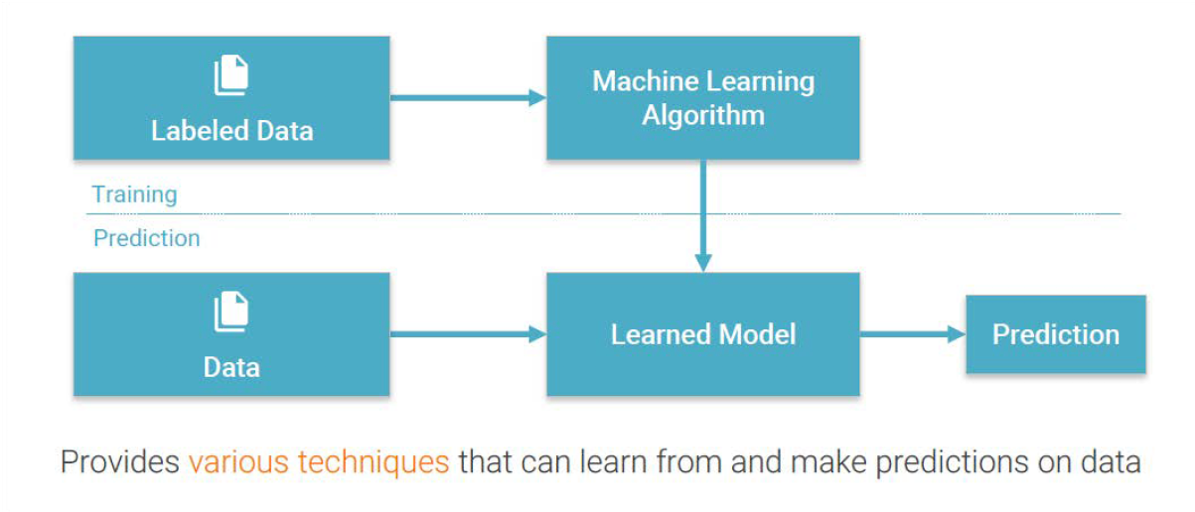 Labeled Data
Machine Learning
Algorithm
Training
Prediction
Data
Learned Model
Prediction
Provides various techniques that can learn from and make predictions on data